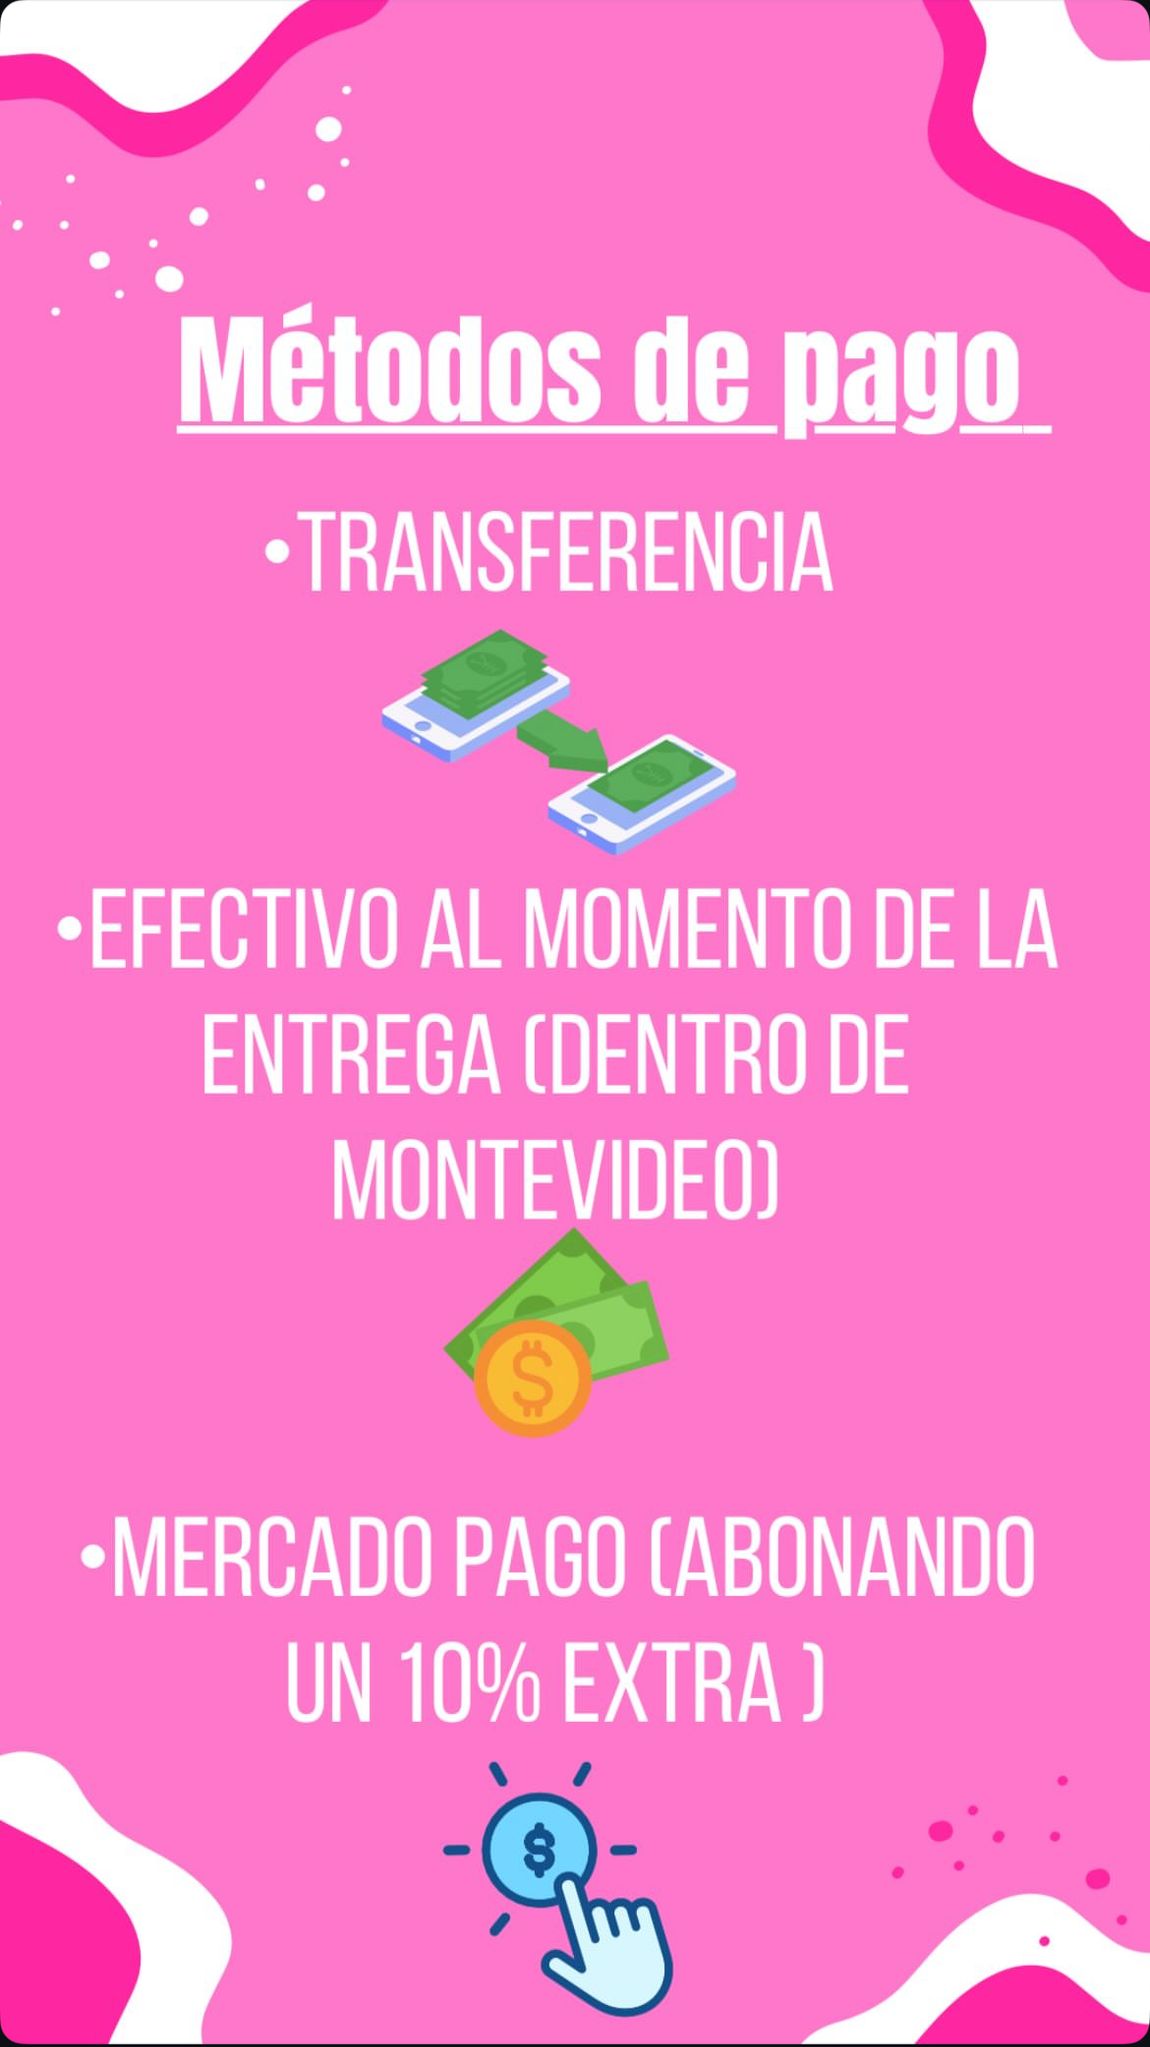 Métodos de pago
•TRANSFERENCIA
•EFECTIVO AL MOMENTO DE LA
ENTREGA (DENTRO DE
MONTEVIDEO)
$
•MERCADO PAGO (ABONANDO
UN 10% EXTRA )
$